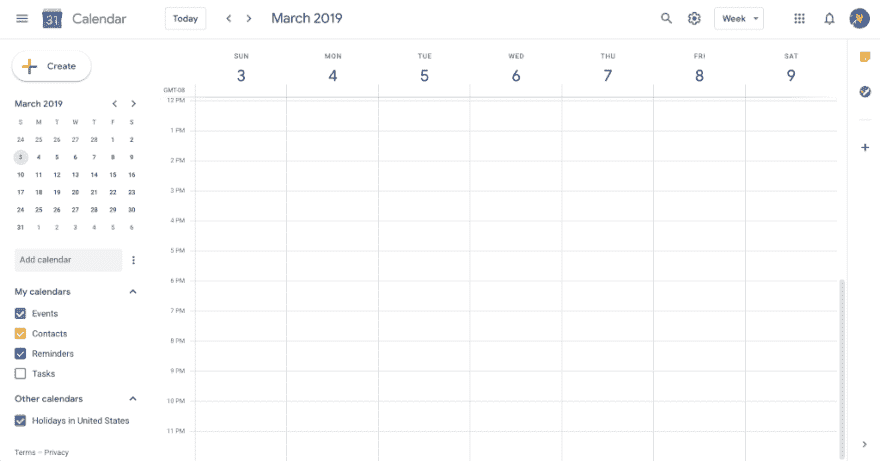 31 Calendar Today March 2019 Week
Create
March 2019
S M T W T F S
24 25 26 27 28 1 2
3 4 5 6 7 8 9
10 11 12 13 14 15 16
17 18 19 20 21 22 23
24 25 26 27 28 29 30
31 1 2 3 4 5 6
Add calendar
My calendars
Events
Contacts
Reminders
Tasks
Other calendars
Holidays in United States
Terms – Privacy
SUN MON TUE WED THU FRI SAT
3 4 5 6 7 8 9
GMT-08
12 PM
1 PM
2 PM
3 PM
4 PM
5 PM
6 PM
7 PM
8 PM
9 PM
10 PM
11 PM